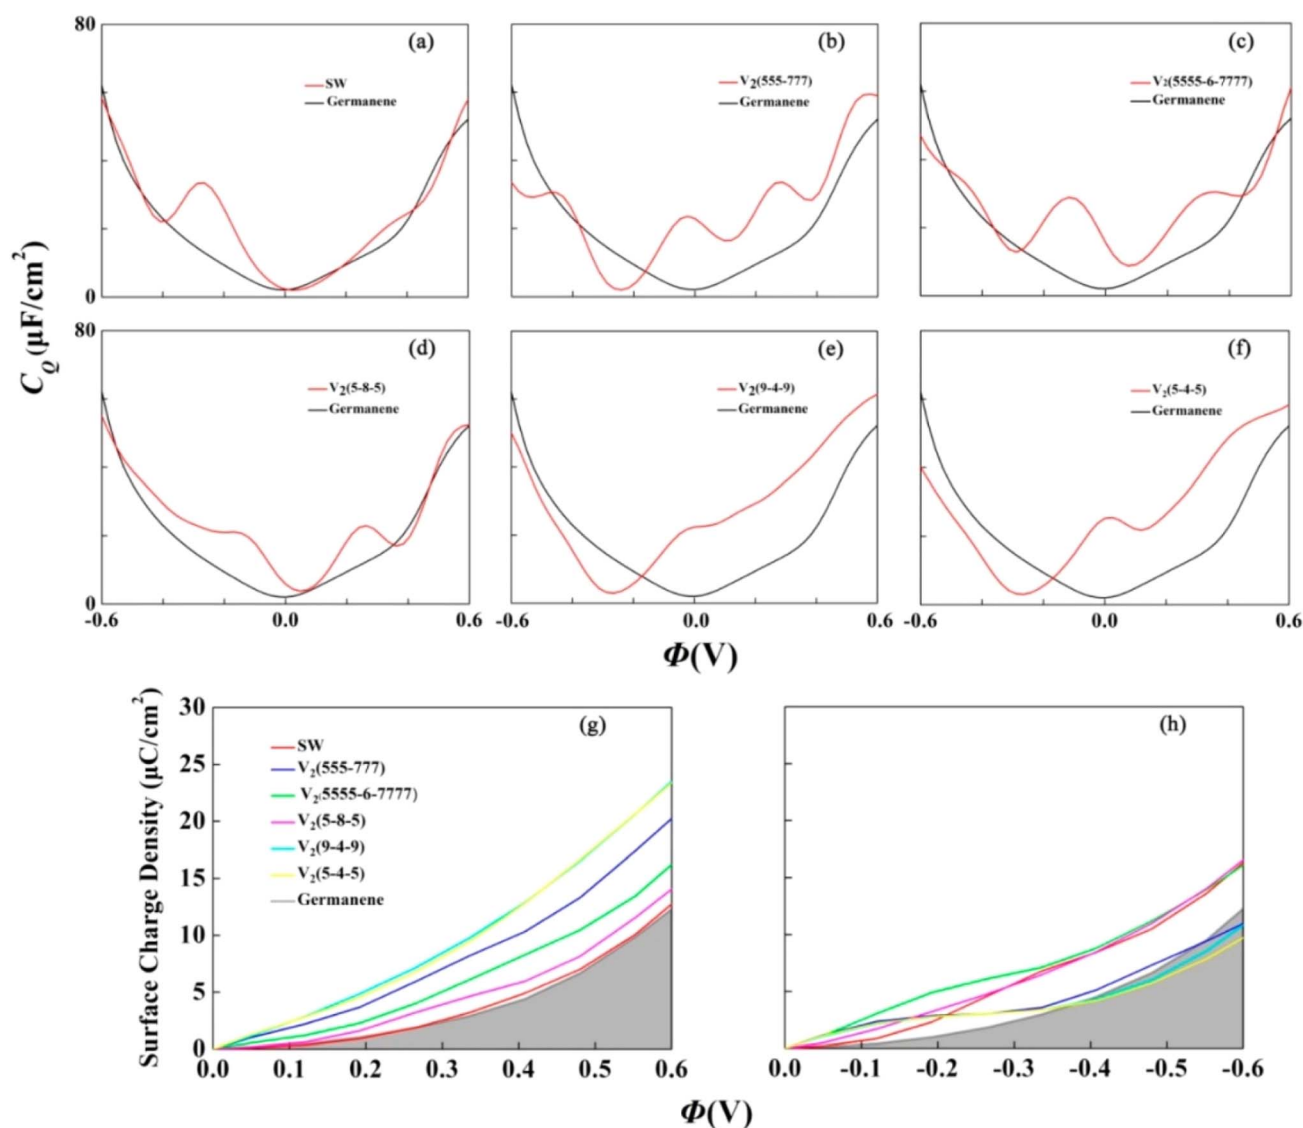 80
(a)
SW
Germanene
(b)
V2(555-777)
Germanene
(c)
V2(5555-6-7777)
Germanene
0
CQ (μF/cm2)
80
(d)
V2(5-8-5)
Germanene
(e)
V2(9-4-9)
Germanene
(f)
V2(5-4-5)
Germanene
0
-0.6 0.0 0.6
-0.6 0.0 0.6
-0.6 0.0 0.6
Φ(V)
Surface Charge Density (μC/cm2)
30
25
20
15
10
5
0
(g)
SW
V2(555-777)
V2(5555-6-7777)
V2(5-8-5)
V2(9-4-9)
V2(5-4-5)
Germanene
(h)
0.0 0.1 0.2 0.3 0.4 0.5 0.6
0.0 -0.1 -0.2 -0.3 -0.4 -0.5 -0.6
Φ(V)